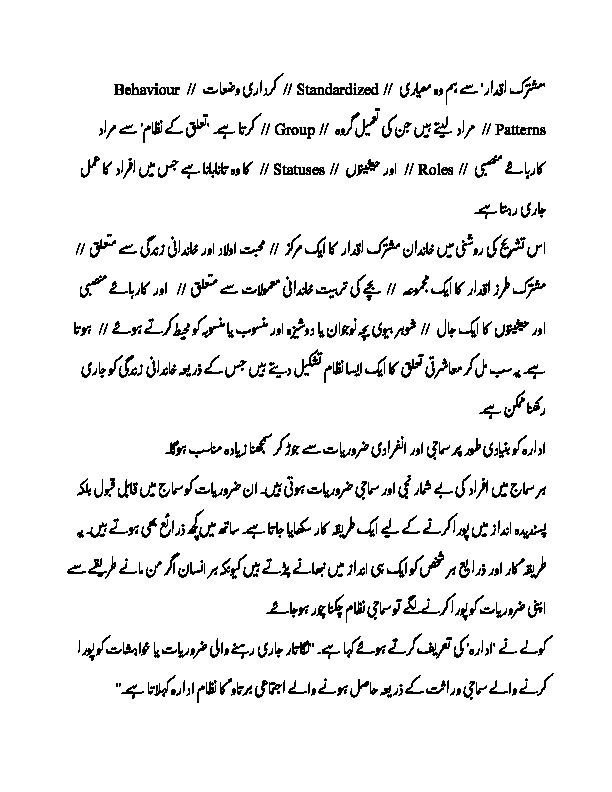 'مشترک اقدار' سے ہم وہ معیاری // Standardized // کرداری وضعات // Behaviour
Patterns // مراد لیتے ہیں جن کی تعمیل گروہ // Group // کرتا ہے۔ 'تعلق کے نظام' سے مراد
کارہائے منصبی // Roles // اور حیثیتوں // Statuses // کا وہ تانابانا ہے جس میں افراد کا عمل
جاری رہتا ہے۔
اس تشریح کی روشنی میں خاندان مشترک اقدار کا ایک مرکز // محبت اولاد اور خاندانی زندگی سے متعلق //
مشترک طرز اقدار کا ایک مجموعہ // بچے کی تربیت خاندانی معمولات سے متعلق // اور کارہائے منصبی
اور حیثیتوں کا ایک جال // شوہر بیوی بچہ نوجوان یا دوشیزہ اور منسوب یا منسوبہ کو محیط کرتے ہوئے // ہوتا
ہے۔ یہ سب مل کر معاشرتی تعلق کا ایک ایسا نظام تشکیل دیتے ہیں جس کے ذریعہ خاندانی زندگی کو جاری
رکھنا ممکن ہے۔
ادارہ کو بنیادی طور پر سماجی اور انفرادی ضروریات سے جوڑ کر سمجھنا زیادہ مناسب ہوگا۔
ہر سماج میں افراد کی بے شمار نجی اور سماجی ضروریات ہوتی ہیں۔ ان ضروریات کو سماج میں قابل قبول بلکہ
پسندیدہ انداز میں پورا کرنے کے لیے ایک طریقہ کار سکھایا جاتا ہے۔ ساتھ میں کچھ ذرائع بھی ہوتے ہیں۔ یہ
طریقہ کار اور ذرایع ہر شخص کو ایک ہی انداز میں نبھانے پڑتے ہیں کیونکہ ہر انسان اگر من مانے طریقے سے
اپنی ضروریات کو پورا کرنے لگے تو سماجی نظام چکنا چور ہوجائے۔
کولے نے 'ادارہ' کی تعریف کرتے ہوئے کہا ہے۔ "لگاتار جاری رہنے والی ضروریات یا خواہشات کو پورا
کرنے والے سماجی وراثت کے ذریعہ حاصل ہونے والے اجتماعی برتاو کا نظام ادارہ کہلاتا ہے۔"